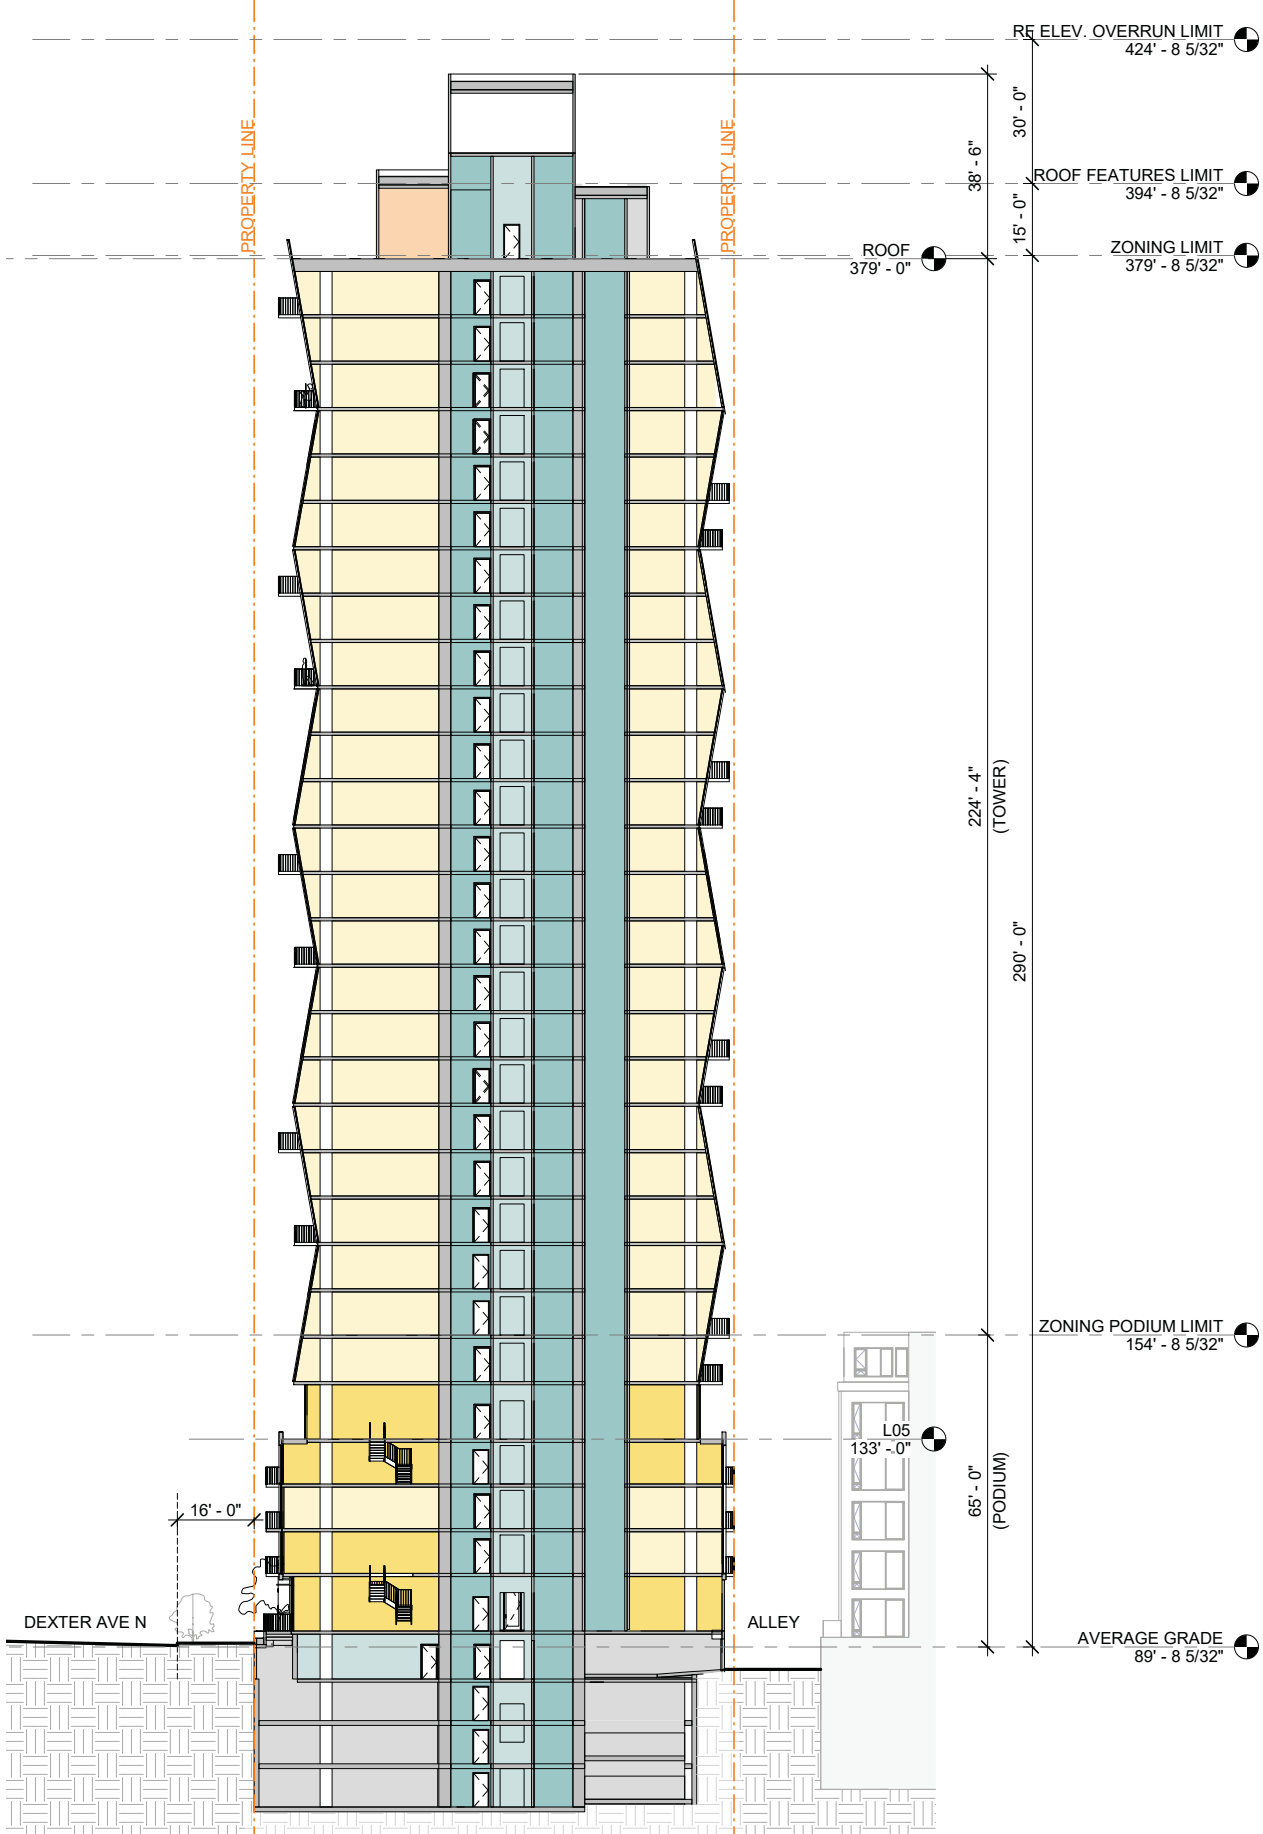 RF ELEV. OVERRUN LIMIT
424' - 8 5/32"
30' - 0"
38' - 6"
PROPERTY LINE
PROPERTY LINE
ROOF FEATURES LIMIT
394' - 8 5/32"
15' - 0"
ROOF
379' - 0"
ZONING LIMIT
379' - 8 5/32"
224' - 4"
(TOWER)
290' - 0"
ZONING PODIUM LIMIT
154' - 8 5/32"
L05
133' - 0"
65' - 0"
(PODIUM)
16' - 0"
DEXTER AVE N
ALLEY
AVERAGE GRADE
89' - 8 5/32"